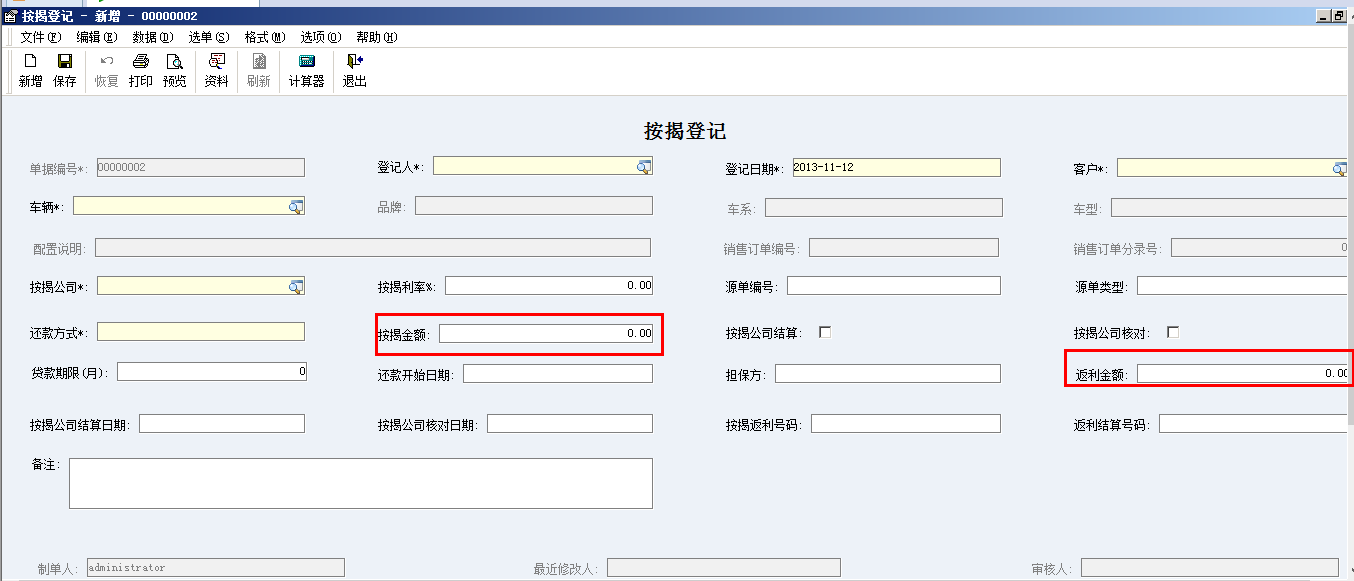 按揭登记 - 新增 - 00000002
文件(F) 编辑(E) 数据(D) 选单(S) 格式(M) 选项(O) 帮助(H)
新增 保存 恢复 打印 预览 资料 刷新 计算器 退出
按揭登记
单据编号*: 00000002 登记人*: 登记日期*: 2013-11-12 客户*:
车辆*: 品牌: 车系: 车型:
配置说明: 销售订单编号: 销售订单分录号: 0
按揭公司*: 按揭利率%: 0.00 源单编号: 源单类型:
还款方式*: 按揭金额: 0.00 按揭公司结算: 按揭公司核对:
贷款期限(月): 0 还款开始日期: 担保方: 返利金额: 0.00
按揭公司结算日期: 按揭公司核对日期: 按揭返利号码: 返利结算号码:
备注:
制单人: administrator 最近修改人: 审核人: